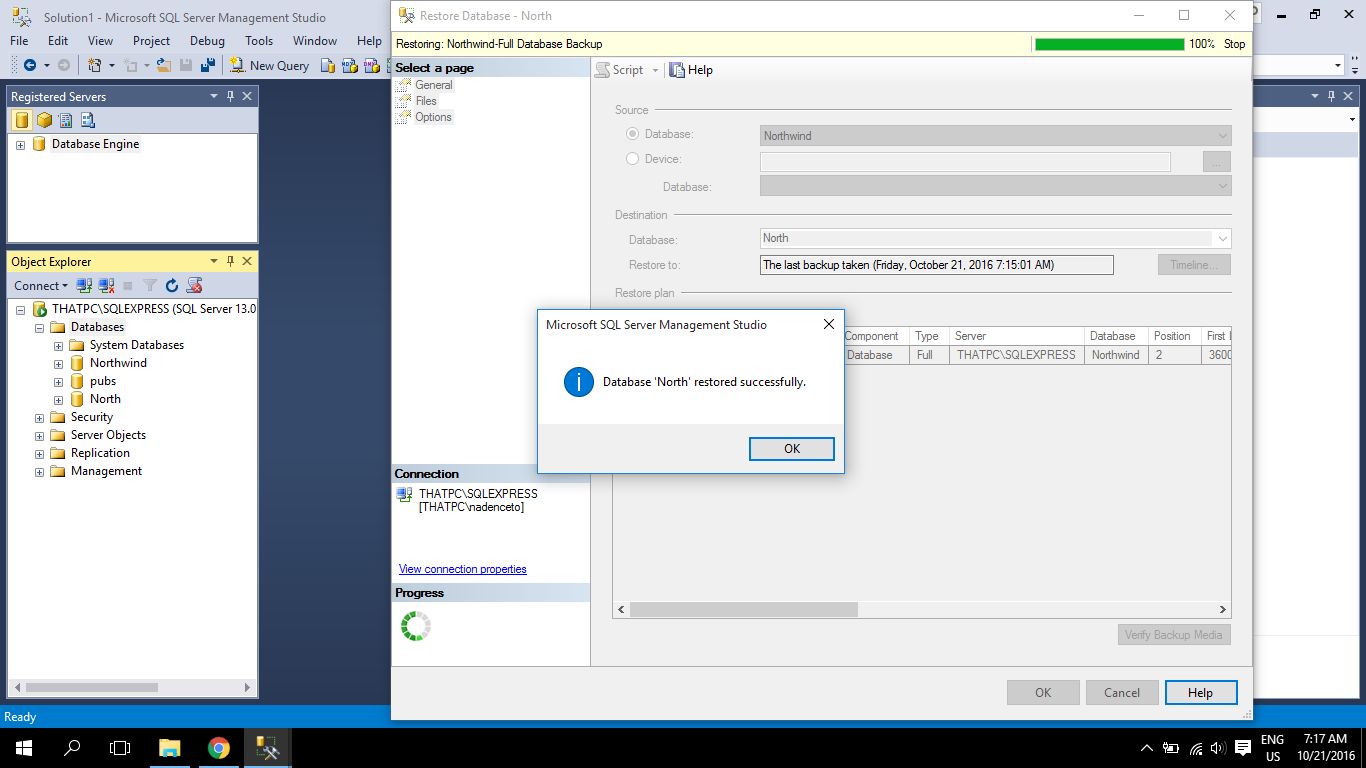 Solution1 - Microsoft SQL Server Management Studio
File Edit View Project Debug Tools Window Help
New Query
Registered Servers
Database Engine
Object Explorer
Connect
THATPC\SQLEXPRESS (SQL Server 13.0
Databases
System Databases
Northwind
pubs
North
Security
Server Objects
Replication
Management
Restore Database - North
Restoring: Northwind-Full Database Backup
100% Stop
Select a page
General
Files
Options
Connection
THATPC\SQLEXPRESS
[THATPC\nadenceto]
View connection properties
Progress
Script Help
Source
Database: Northwind
Device:
...
Database:
Destination
Database: North
Restore to: The last backup taken (Friday, October 21, 2016 7:15:01 AM) Timeline...
Restore plan
Component Type Server Database Position First
Database Full THATPC\SQLEXPRESS Northwind 2 3600
Verify Backup Media
OK Cancel Help
Microsoft SQL Server Management Studio
Database 'North' restored successfully.
OK
Ready
ENG
US
7:17 AM
10/21/2016